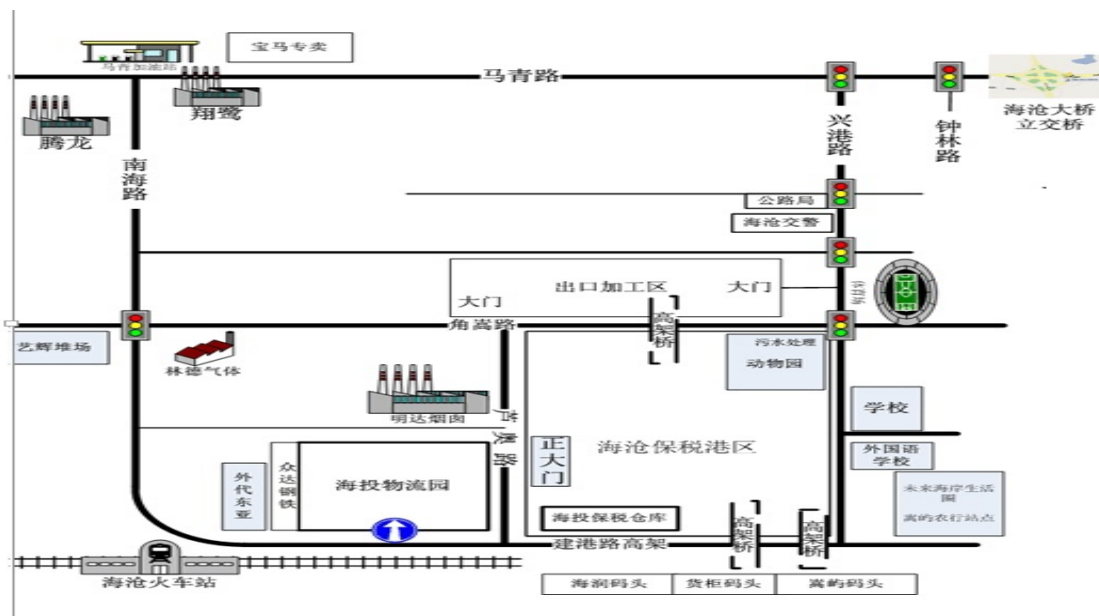 马青加油站
宝马专卖
马青路
翔鹭
腾龙
海沧大桥
立交桥
兴港路
钟林路
南海路
公路局
海沧交警
出口加工区
大门
大门
角嵩路
高架桥
艺辉堆场
林德气体
污水处理
动物园
明达烟囱
芦奥路
学校
海沧保税港区
正大门
外国语
学校
外代东亚
众达钢铁
海投物流园
未来海岸生活
圈
嵩屿农行站点
海投保税仓库
建港路高架
高架桥
高架桥
海沧火车站
海润码头
货柜码头
嵩屿码头